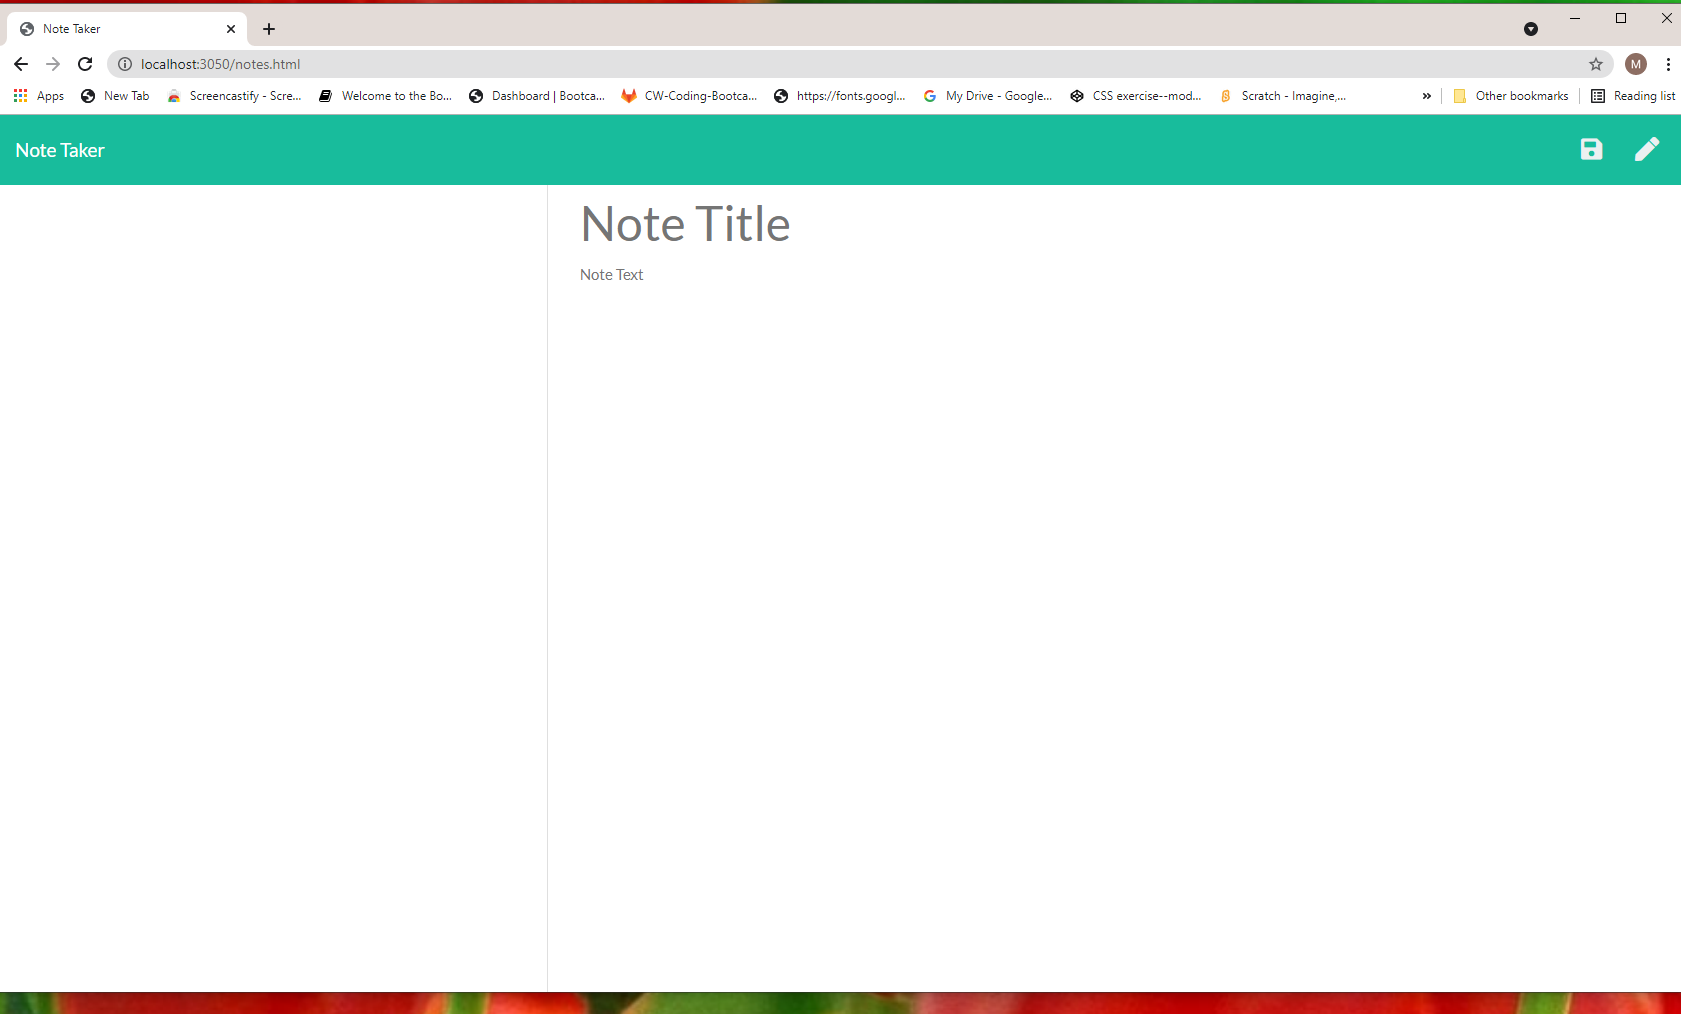 Note Taker
localhost:3050/notes.html
M
Apps New Tab Screencastify - Scre... Welcome to the Bo... Dashboard | Bootca... CW-Coding-Bootca... https://fonts.googl... My Drive - Google... CSS exercise--mod... Scratch - Imagine,... » Other bookmarks Reading list
Note Taker
Note Title
Note Text